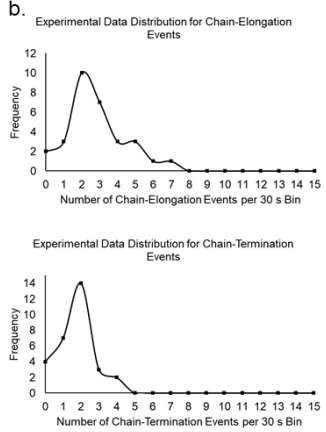 b.
Experimental Data Distribution for Chain-Elongation
Events
12
10
8
6
4
2
0
Frequency
0 1 2 3 4 5 6 7 8 9 10 11 12 13 14 15
Number of Chain-Elongation Events per 30 s Bin
Experimental Data Distribution for Chain-Termination
Events
14
12
10
8
6
4
2
0
Frequency
0 1 2 3 4 5 6 7 8 9 10 11 12 13 14 15
Number of Chain-Termination Events per 30 s Bin